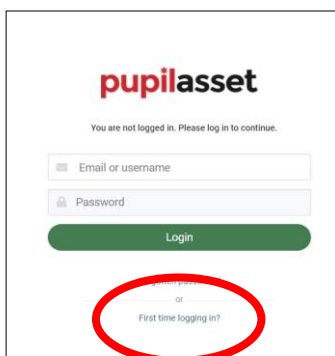 pupilasset
You are not logged in. Please log in to continue.
Email or username
Password
Login
or
First time logging in?